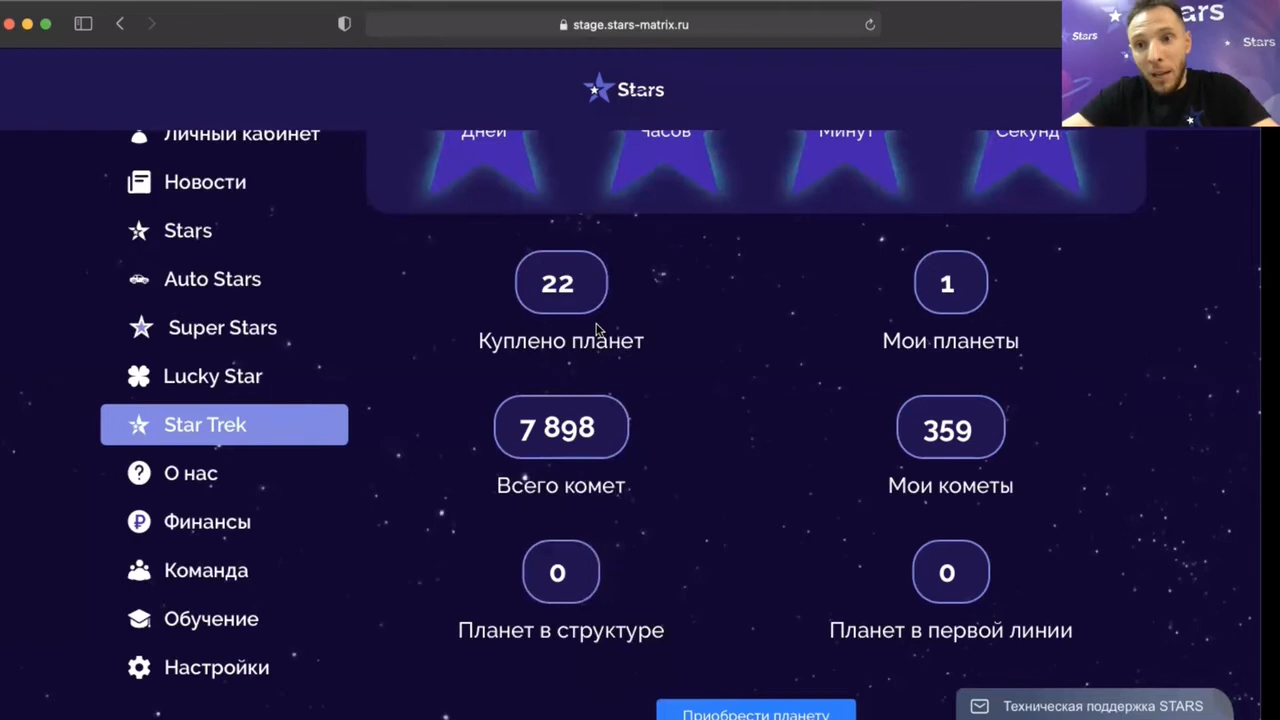 stage.stars-matrix.ru
Stars
Stars
Stars
Личный кабинет
Дней
Часов
Минут
Секунд
Новости
Stars
Auto Stars
Super Stars
Lucky Star
Star Trek
О нас
Финансы
Команда
Обучение
Настройки
22
Куплено планет
1
Мои планеты
7 898
Всего комет
359
Мои кометы
0
Планет в структуре
0
Планет в первой линии
Приобрести планету
Техническая поддержка STARS